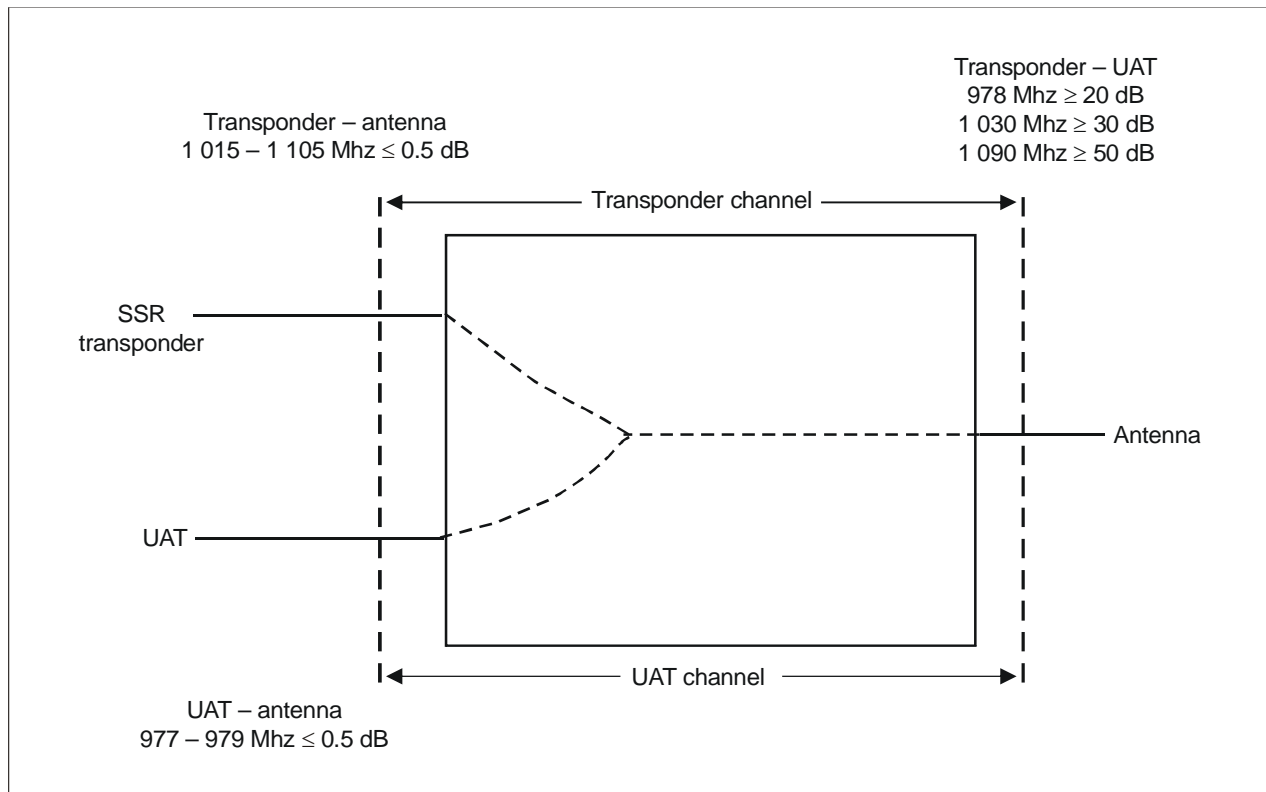 Transponder – UAT
978 Mhz ≥ 20 dB
1 030 Mhz ≥ 30 dB
1 090 Mhz ≥ 50 dB
Transponder – antenna
1 015 – 1 105 Mhz ≤ 0.5 dB
Transponder channel
SSR
transponder
Antenna
UAT
UAT channel
UAT – antenna
977 – 979 Mhz ≤ 0.5 dB